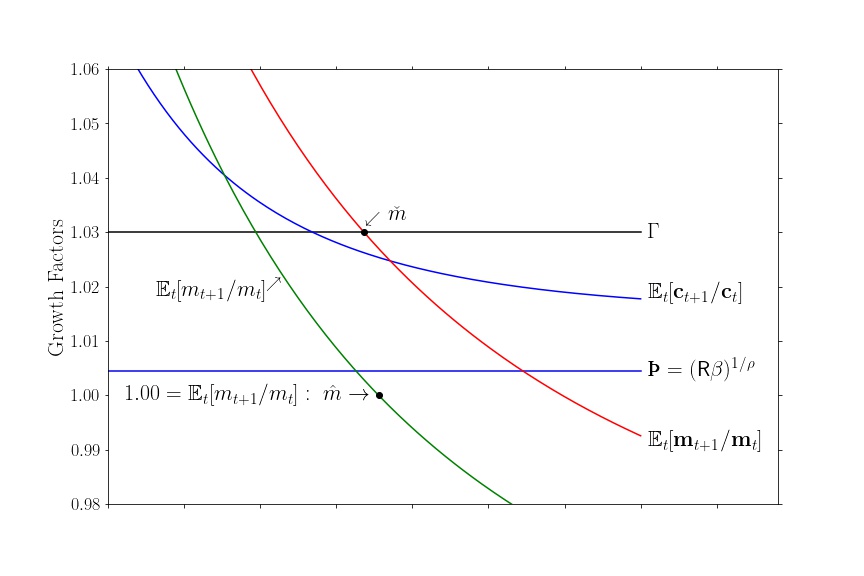 1.06
1.05
1.04
1.03
1.02
1.01
1.00
0.99
0.98
Growth Factors
m̌
Γ
𝔼ₜ[mₜ₊₁/mₜ]
𝔼ₜ[𝐜ₜ₊₁/𝐜ₜ]
Þ = (Rβ)^{1/ρ}
1.00 = 𝔼ₜ[mₜ₊₁/mₜ] : m̂ →
𝔼ₜ[𝐦ₜ₊₁/𝐦ₜ]